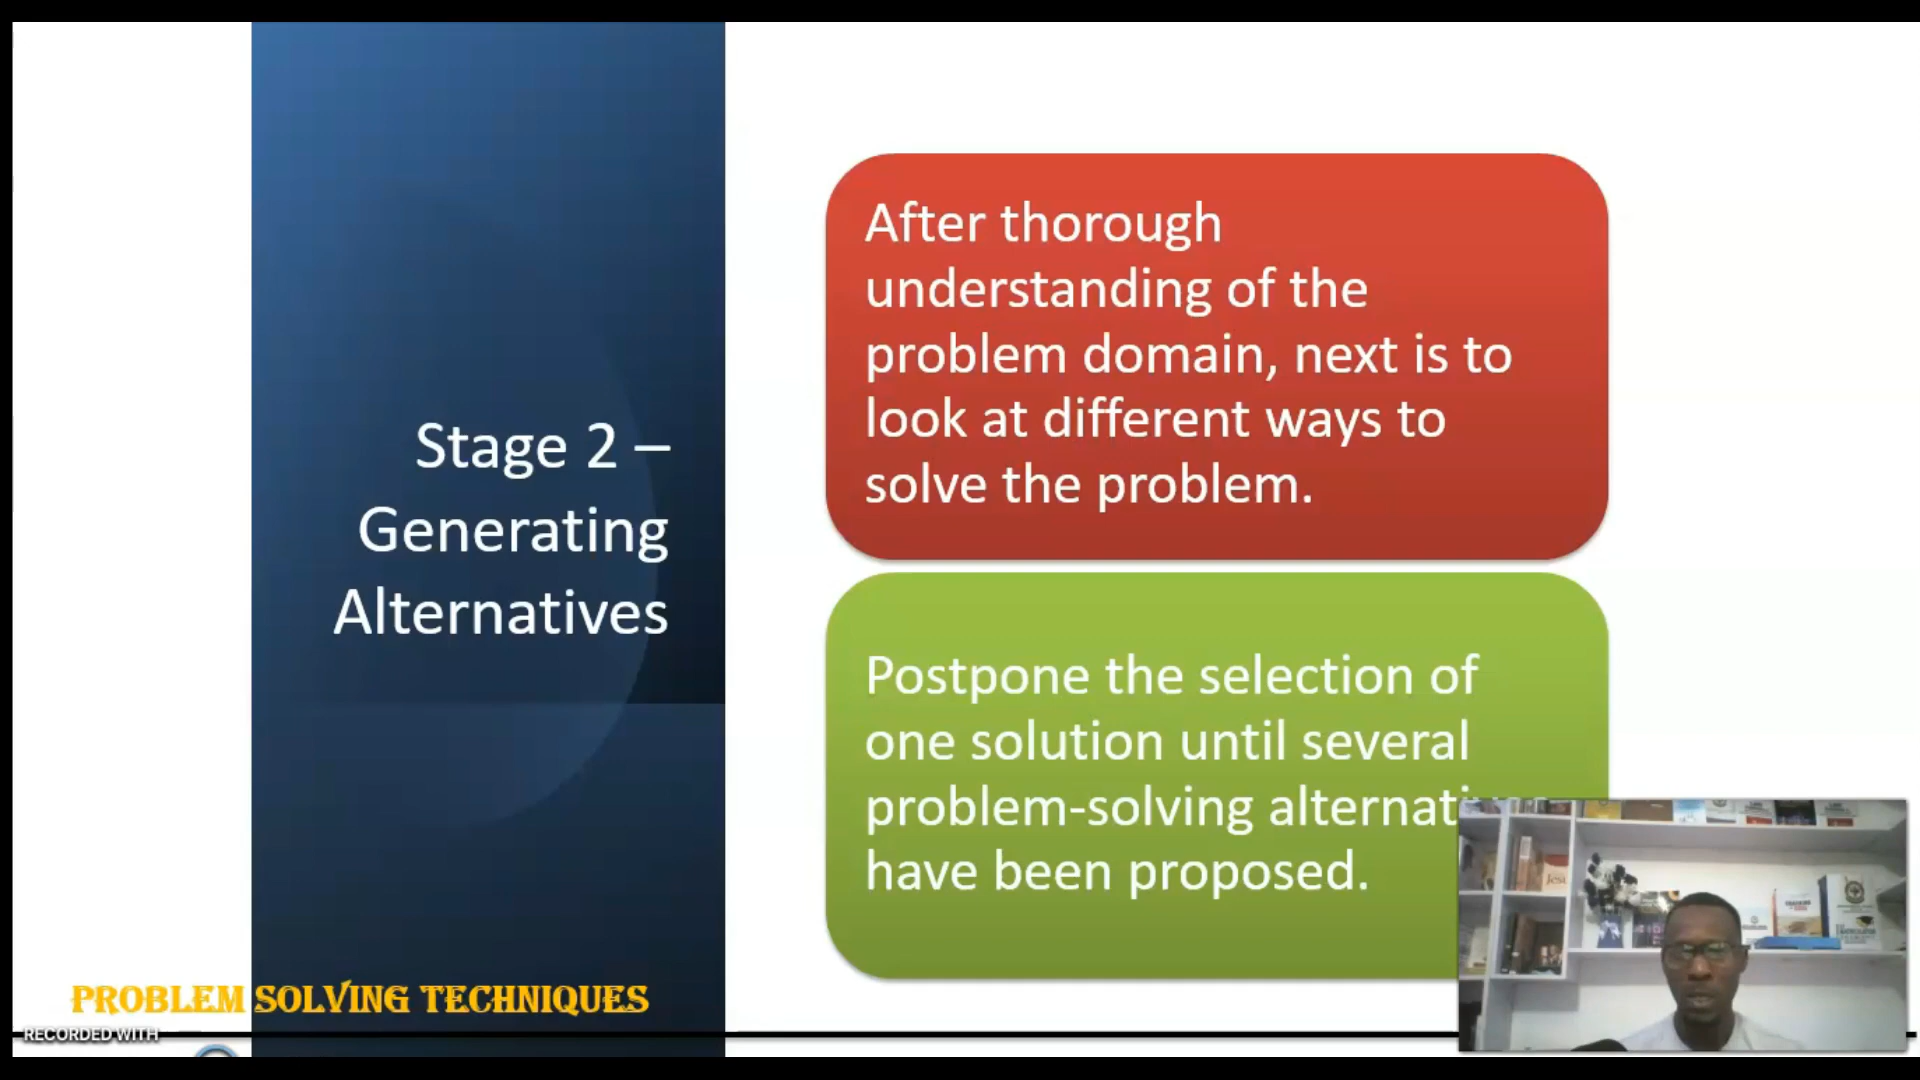 Stage 2 –
Generating
Alternatives
After thorough
understanding of the
problem domain, next is to
look at different ways to
solve the problem.
Postpone the selection of
one solution until several
problem-solving
have been proposed.
PROBLEM SOLVING TECHNIQUES
RECORDED WITH